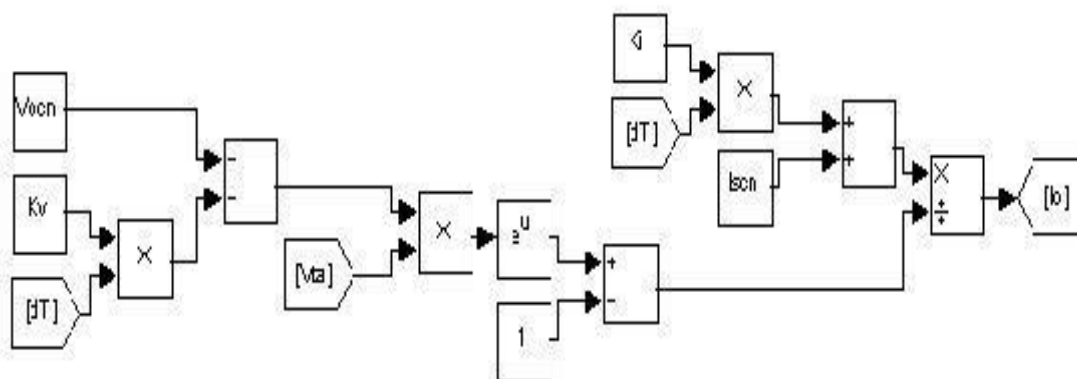 Vocn
-
-
Kv
×
[dT]
[Vta]
×
e^u
1
+
-
Ki
[dT]
×
Iscn
+
+
×
÷
[Io]